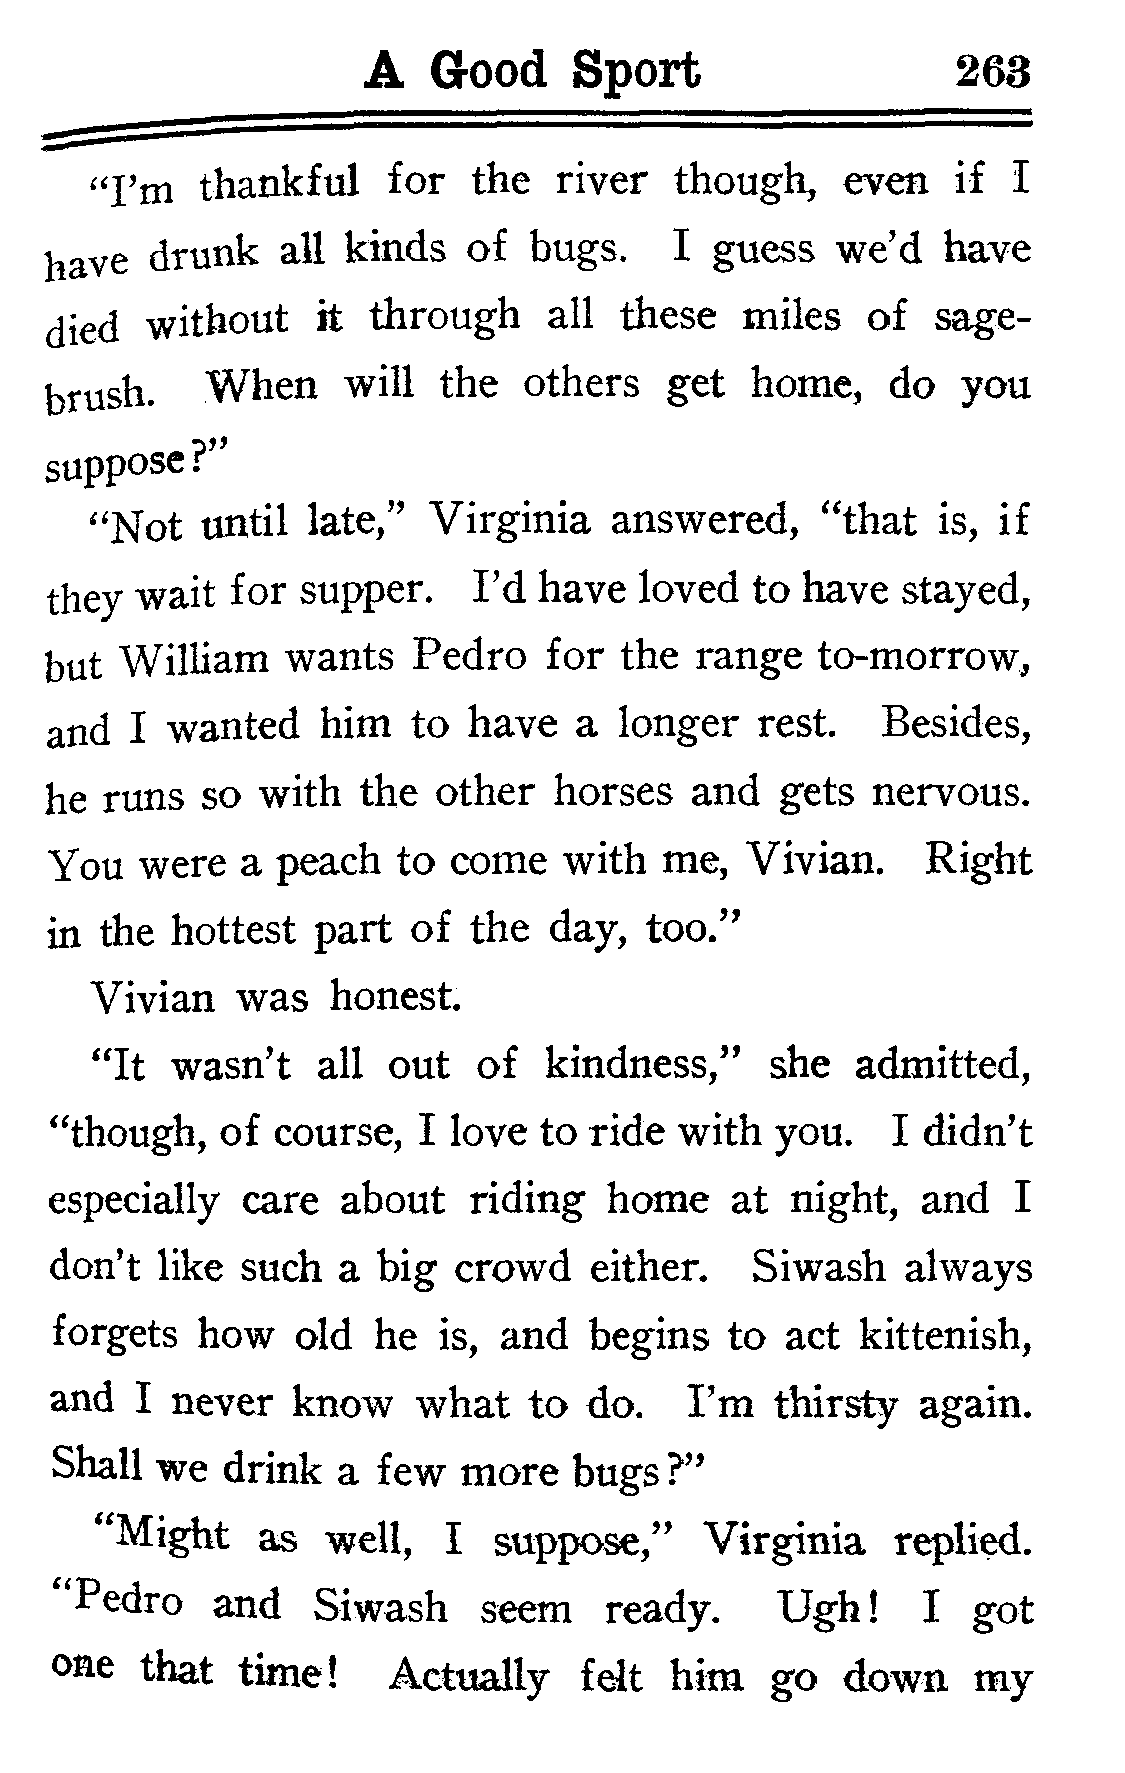 A Good Sport 263
“I’m thankful for the river though, even if I
have drunk all kinds of bugs. I guess we’d have
died without it through all these miles of sage-
brush. When will the others get home, do you
suppose?”
“Not until late,” Virginia answered, “that is, if
they wait for supper. I’d have loved to have stayed,
but William wants Pedro for the range to-morrow,
and I wanted him to have a longer rest. Besides,
he runs so with the other horses and gets nervous.
You were a peach to come with me, Vivian. Right
in the hottest part of the day, too.”
Vivian was honest.
“It wasn’t all out of kindness,” she admitted,
“though, of course, I love to ride with you. I didn’t
especially care about riding home at night, and I
don’t like such a big crowd either. Siwash always
forgets how old he is, and begins to act kittenish,
and I never know what to do. I’m thirsty again.
Shall we drink a few more bugs?”
“Might as well, I suppose,” Virginia replied.
“Pedro and Siwash seem ready. Ugh! I got
one that time! Actually felt him go down my